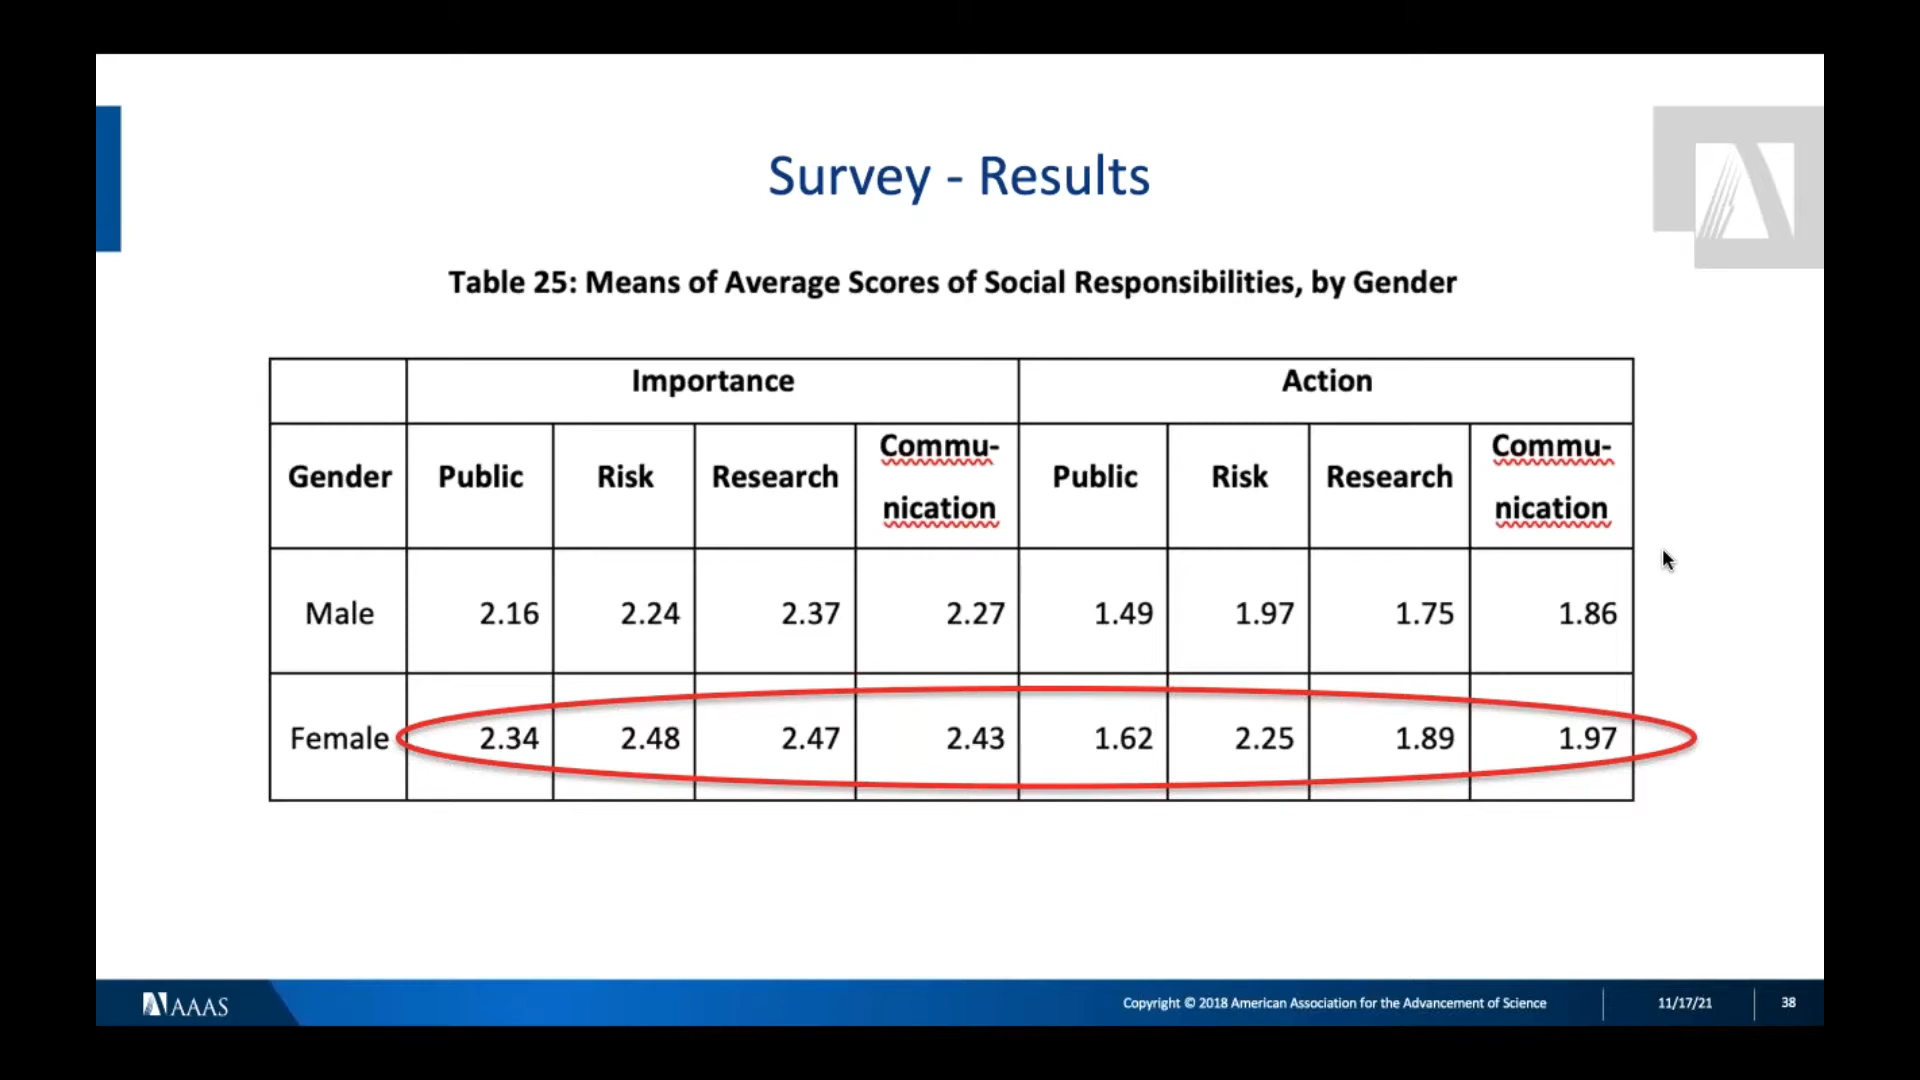 Survey - Results
Table 25: Means of Average Scores of Social Responsibilities, by Gender
Importance Action
Gender Public Risk Research Commu-nication Public Risk Research Commu-nication
Male 2.16 2.24 2.37 2.27 1.49 1.97 1.75 1.86
Female 2.34 2.48 2.47 2.43 1.62 2.25 1.89 1.97
AAAS Copyright © 2018 American Association for the Advancement of Science 11/17/21 38